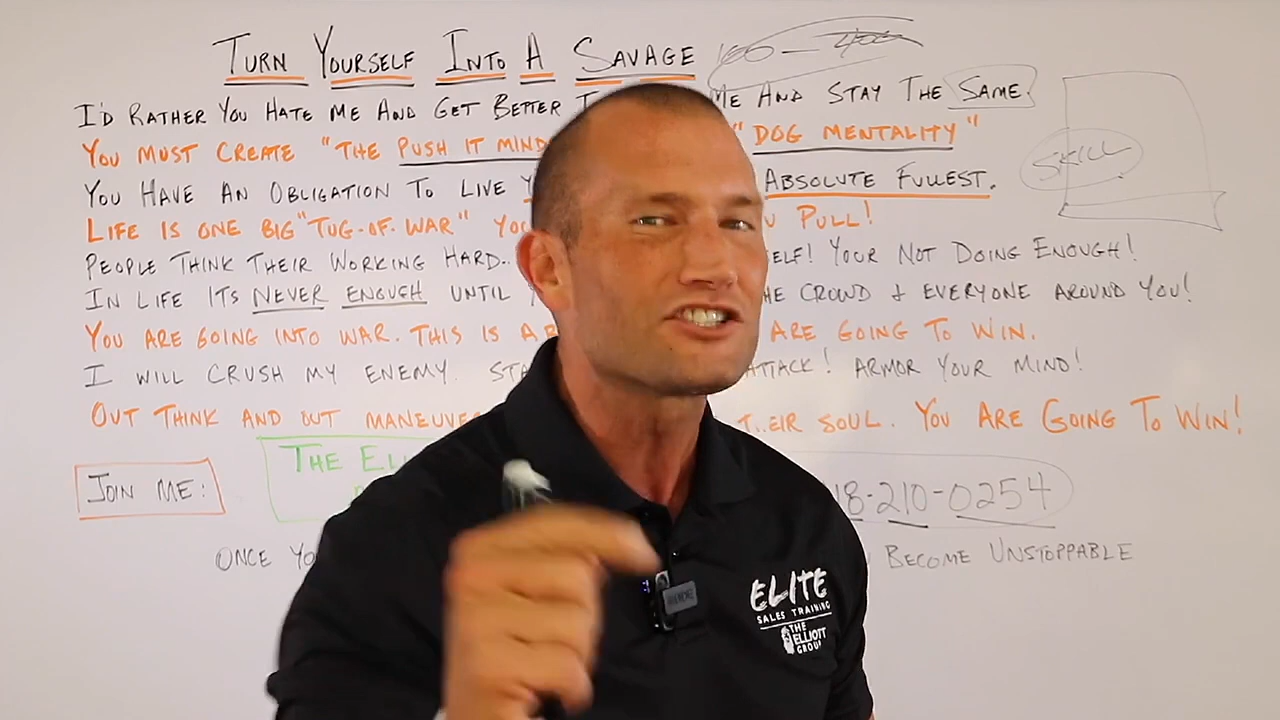 TURN YOURSELF INTO A SAVAGE
I'D RATHER YOU HATE ME AND GET BETTER ME AND STAY THE SAME.
YOU MUST CREATE "THE PUSH IT "DOG MENTALITY"
SKILL
YOU HAVE AN OBLIGATION TO LIVE ABSOLUTE FULLEST.
LIFE IS ONE BIG "TUG-OF-WAR" PULL!
PEOPLE THINK THEIR WORKING HARD.. YOUR NOT DOING ENOUGH!
IN LIFE ITS NEVER ENOUGH UNTIL CROWD & EVERYONE AROUND YOU!
YOU ARE GOING INTO WAR. THIS IS A ARE GOING TO WIN.
I WILL CRUSH MY ENEMY. ATTACK! ARMOR YOUR MIND!
OUT THINK AND OUT THEIR SOUL. YOU ARE GOING TO WIN!
JOIN ME: THE 8-210-0254
ONCE BECOME UNSTOPPABLE
ELITE
SALES TRAINING
THE
ELLIOTT
GROUP